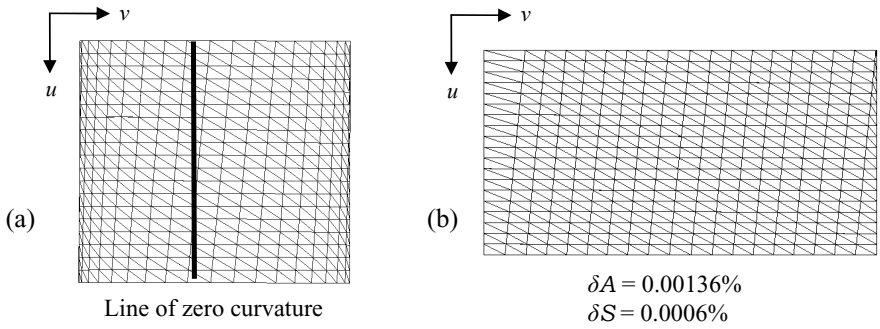 v
u
(a)
Line of zero curvature
v
u
(b)
δA = 0.00136%
δS = 0.0006%